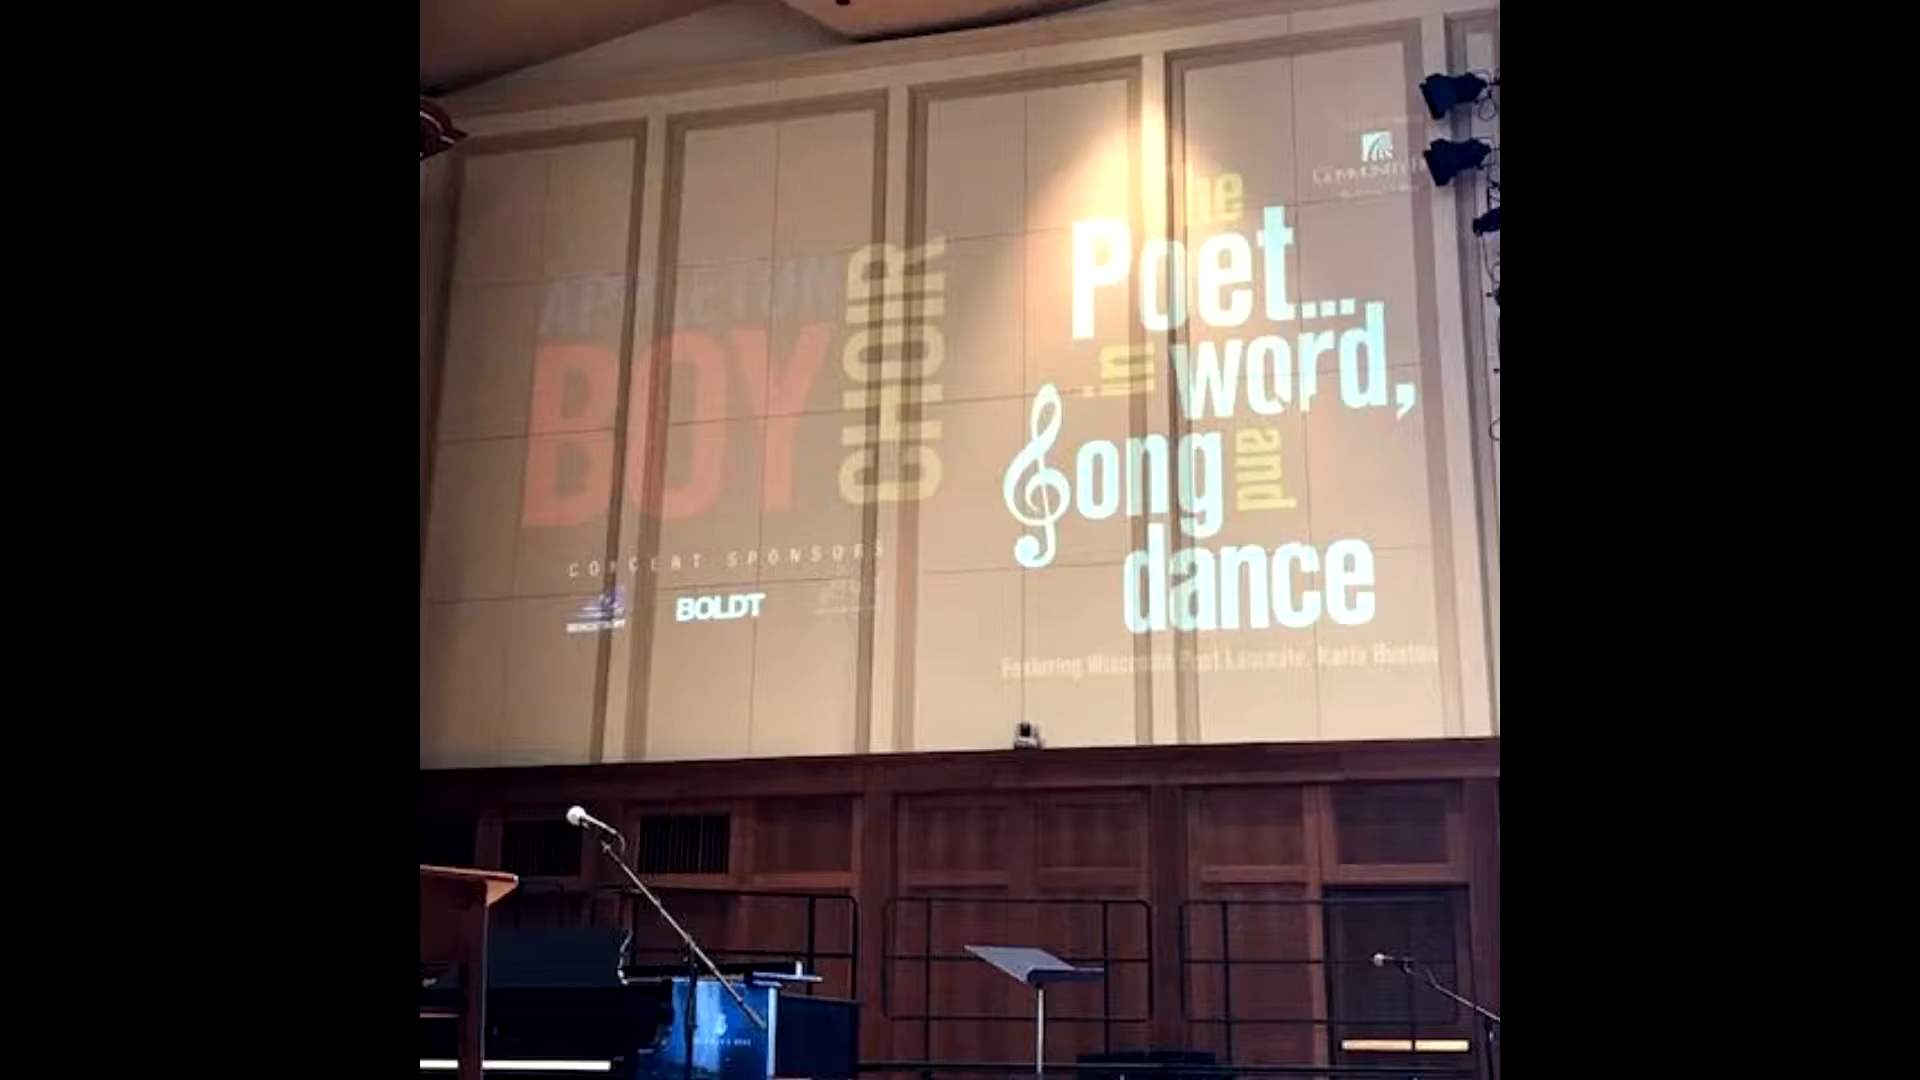 APPLETON
BOY
CHOIR
CONCERT SPONSORS
BOLDT
the
Poet...
in
word,
Song
and
dance
Featuring Wisconsin Poet Laureate, Karla Huston